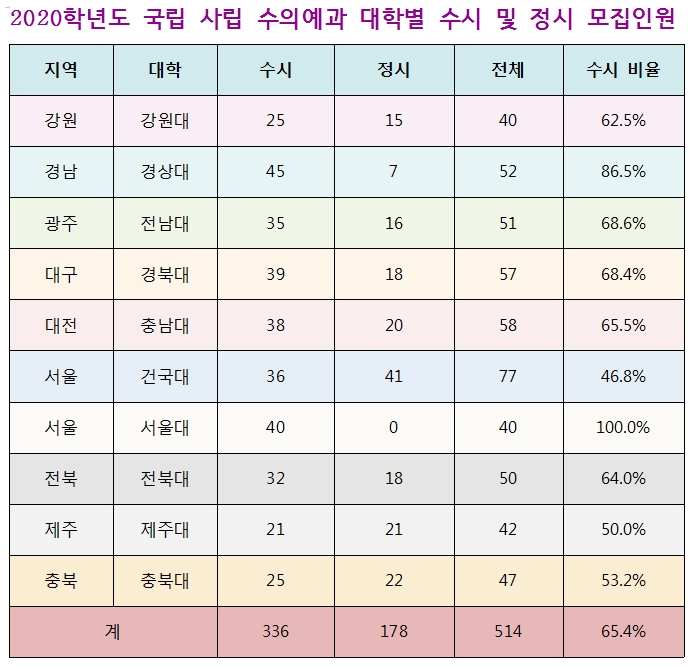 2020학년도 국립 사립 수의예과 대학별 수시 및 정시 모집인원
지역 대학 수시 정시 전체 수시 비율
강원 강원대 25 15 40 62.5%
경남 경상대 45 7 52 86.5%
광주 전남대 35 16 51 68.6%
대구 경북대 39 18 57 68.4%
대전 충남대 38 20 58 65.5%
서울 건국대 36 41 77 46.8%
서울 서울대 40 0 40 100.0%
전북 전북대 32 18 50 64.0%
제주 제주대 21 21 42 50.0%
충북 충북대 25 22 47 53.2%
계 336 178 514 65.4%